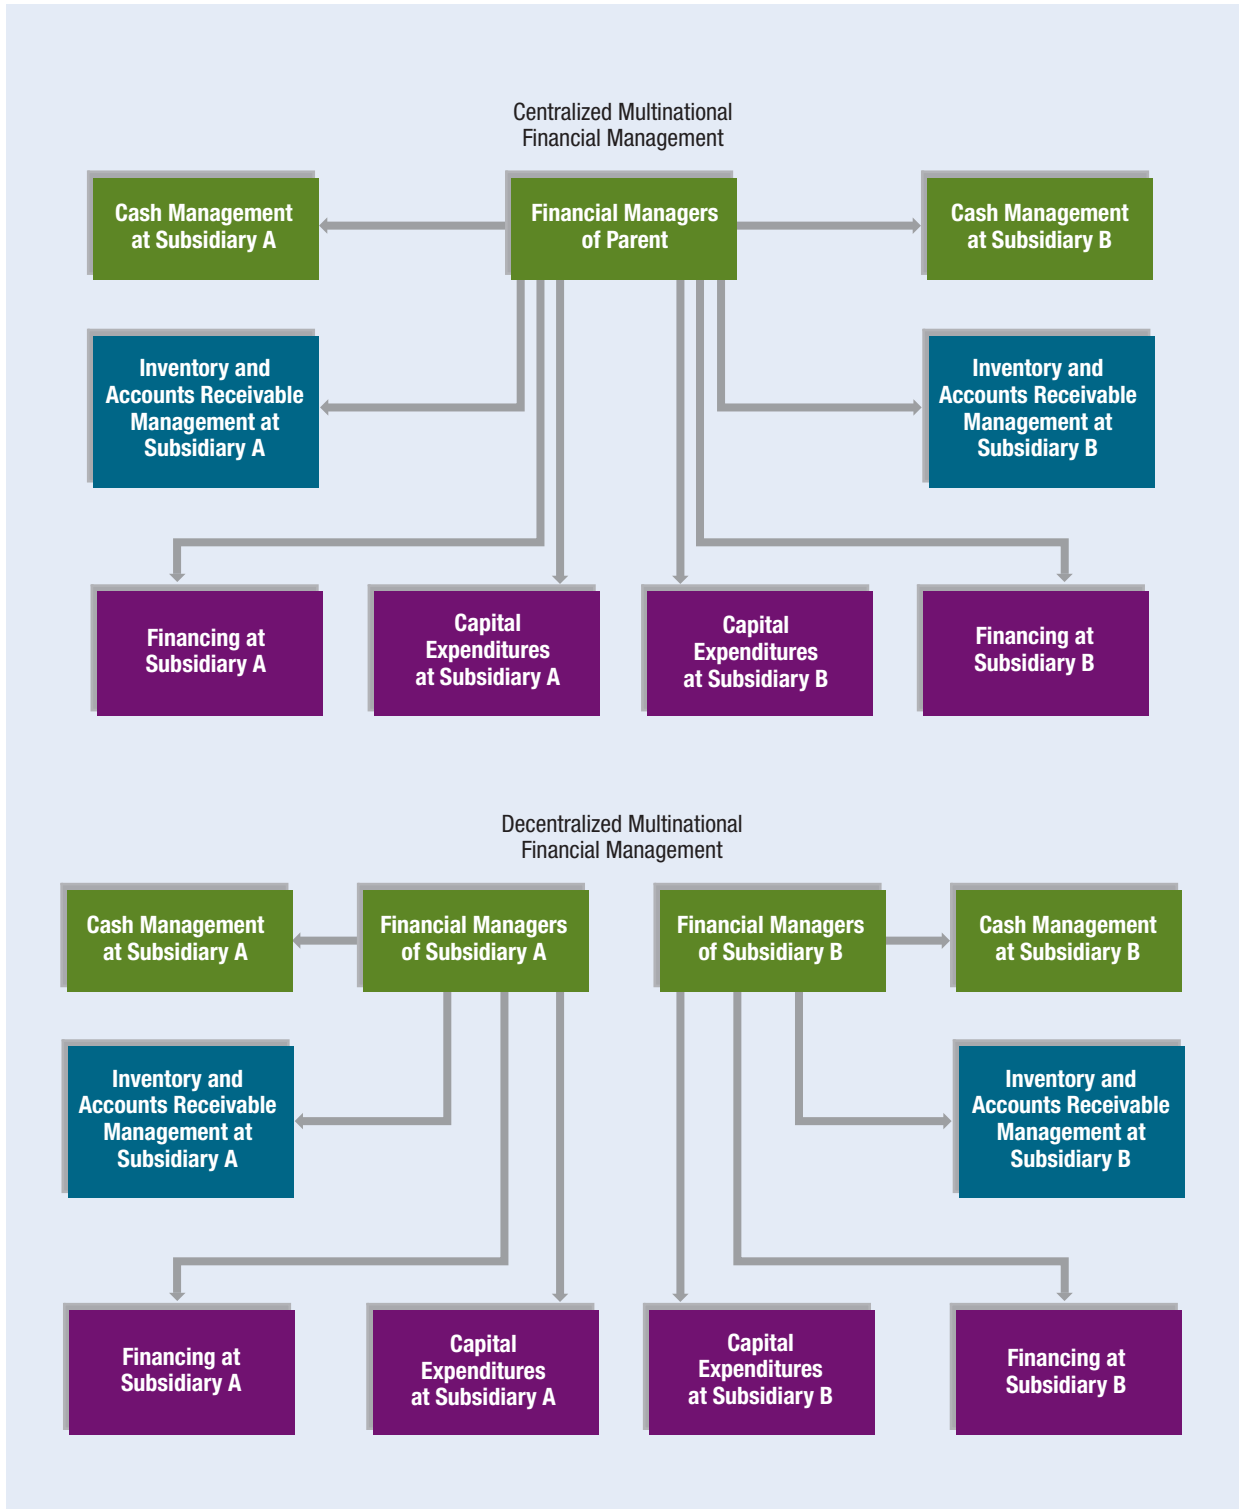 Centralized Multinational
Financial Management
Cash Management
at Subsidiary A
Financial Managers
of Parent
Cash Management
at Subsidiary B
Inventory and
Accounts Receivable
Management at
Subsidiary A
Inventory and
Accounts Receivable
Management at
Subsidiary B
Financing at
Subsidiary A
Capital
Expenditures
at Subsidiary A
Capital
Expenditures
at Subsidiary B
Financing at
Subsidiary B
Decentralized Multinational
Financial Management
Cash Management
at Subsidiary A
Financial Managers
of Subsidiary A
Financial Managers
of Subsidiary B
Cash Management
at Subsidiary B
Inventory and
Accounts Receivable
Management at
Subsidiary A
Inventory and
Accounts Receivable
Management at
Subsidiary B
Financing at
Subsidiary A
Capital
Expenditures
at Subsidiary A
Capital
Expenditures
at Subsidiary B
Financing at
Subsidiary B